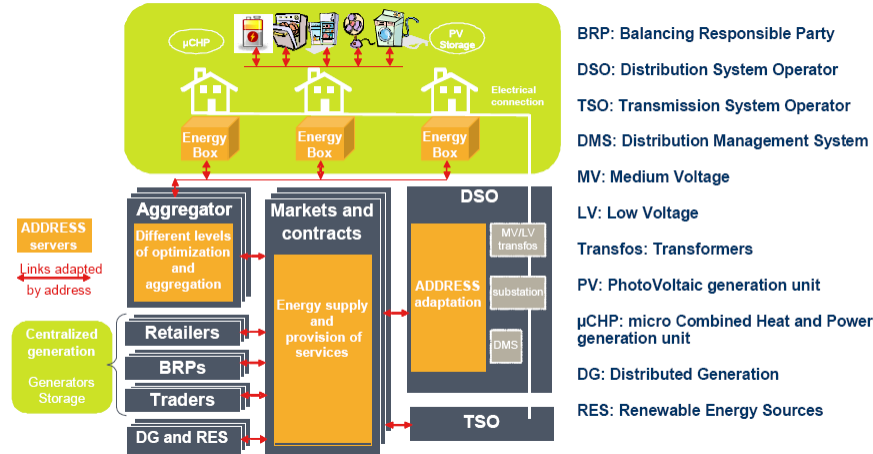 µCHP
PV
Storage
Electrical
connection
Energy
Box
Energy
Box
Energy
Box
Aggregator
Different levels
of optimization
and
aggregation
Markets and
contracts
Energy supply
and
provision of
services
DSO
ADDRESS
adaptation
MV/LV
transfos
substation
DMS
TSO
ADDRESS
servers
Links adapted
by address
Centralized
generation
Generators
Storage
Retailers
BRPs
Traders
DG and RES
BRP: Balancing Responsible Party
DSO: Distribution System Operator
TSO: Transmission System Operator
DMS: Distribution Management System
MV: Medium Voltage
LV: Low Voltage
Transfos: Transformers
PV: PhotoVoltaic generation unit
µCHP: micro Combined Heat and Power
generation unit
DG: Distributed Generation
RES: Renewable Energy Sources